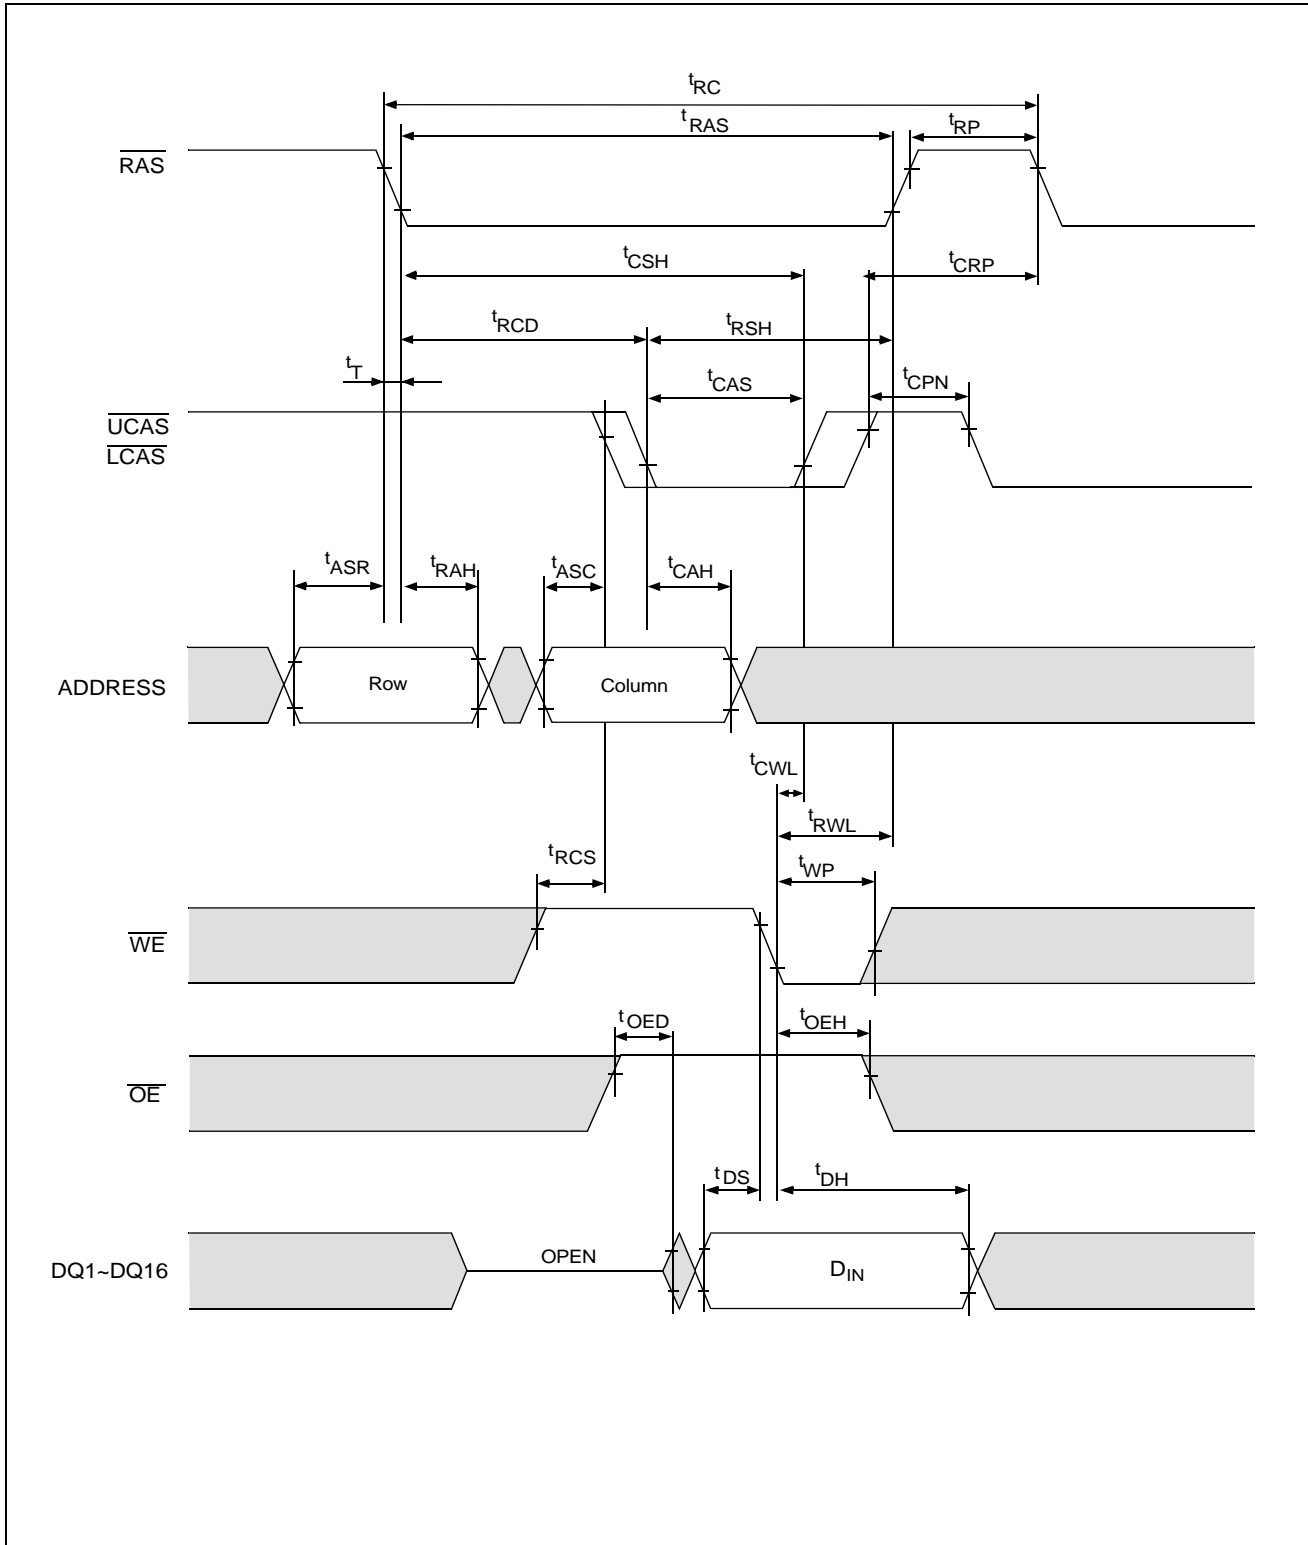 tRC
tRAS
tRP
RAS
tCSH
tCRP
tRCD
tRSH
tT
tCAS
tCPN
UCAS
LCAS
tASR
tRAH
tASC
tCAH
ADDRESS
Row
Column
tCWL
tRWL
tRCS
tWP
WE
tOED
tOEH
OE
tDS
tDH
DQ1~DQ16
OPEN
DIN